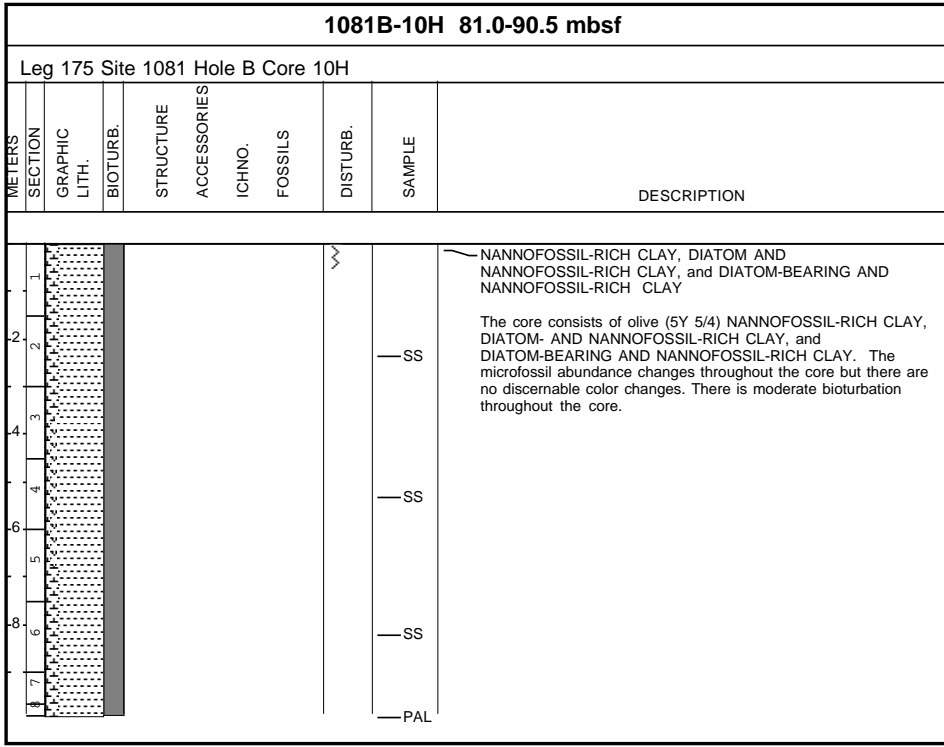 1081B-10H 81.0-90.5 mbsf
Leg 175 Site 1081 Hole B Core 10H
METERS
SECTION
GRAPHIC
LITH.
BIOTURB.
STRUCTURE
ACCESSORIES
ICHNO.
FOSSILS
DISTURB.
SAMPLE
DESCRIPTION
1
2
2
3
4
4
5
6
6
7
8
8
SS
SS
SS
PAL
NANNOFOSSIL-RICH CLAY, DIATOM AND
NANNOFOSSIL-RICH CLAY, and DIATOM-BEARING AND
NANNOFOSSIL-RICH CLAY
The core consists of olive (5Y 5/4) NANNOFOSSIL-RICH CLAY,
DIATOM- AND NANNOFOSSIL-RICH CLAY, and
DIATOM-BEARING AND NANNOFOSSIL-RICH CLAY. The
microfossil abundance changes throughout the core but there are
no discernable color changes. There is moderate bioturbation
throughout the core.